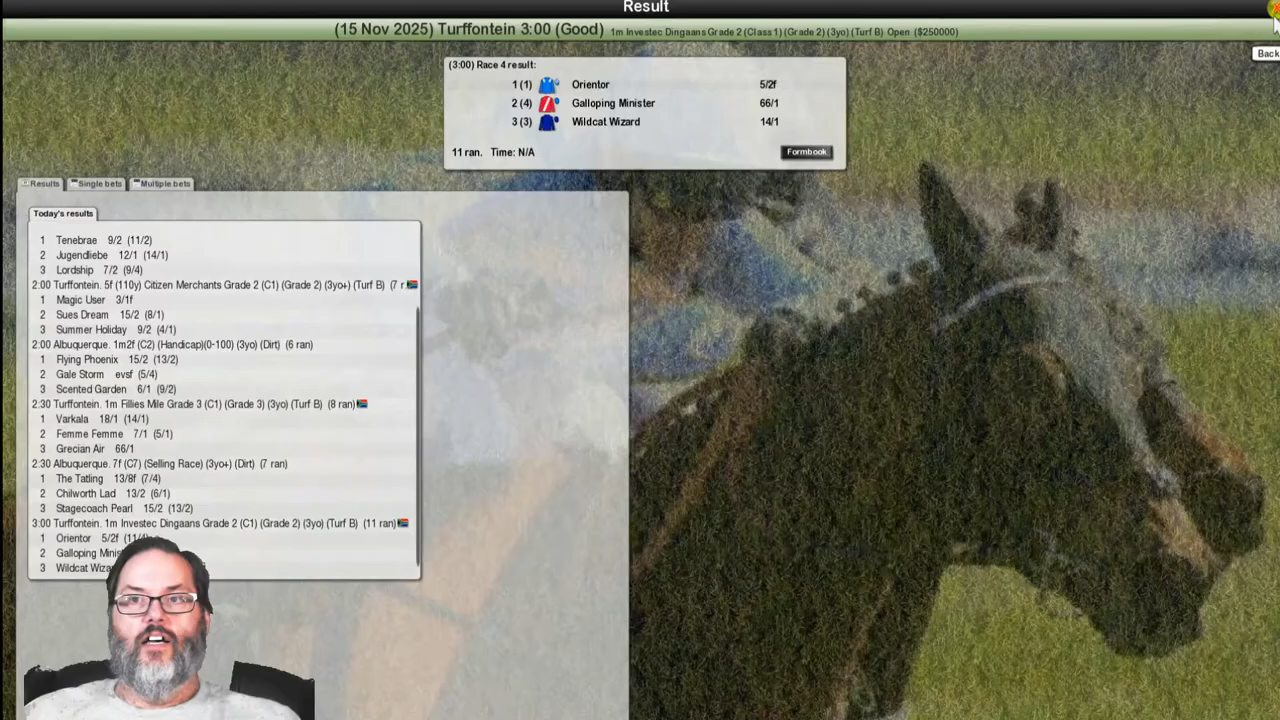 Result
(15 Nov 2025) Turffontein 3:00 (Good) 1m Investec Dingaans Grade 2 (Class 1) (Grade 2) (3yo) (Turf B) Open ($250000)
Back
(3:00) Race 4 result:
1 (1) Orientor 5/2f
2 (4) Galloping Minister 66/1
3 (3) Wildcat Wizard 14/1
11 ran. Time: N/A
Formbook
Results Single bets Multiple bets
Today's results
1 Tenebrae 9/2 (11/2)
2 Jugendliebe 12/1 (14/1)
3 Lordship 7/2 (9/4)
2:00 Turffontein. 5f (110y) Citizen Merchants Grade 2 (C1) (Grade 2) (3yo+) (Turf B) (7 r
1 Magic User 3/1f
2 Sues Dream 15/2 (8/1)
3 Summer Holiday 9/2 (4/1)
2:00 Albuquerque. 1m2f (C2) (Handicap)(0-100) (3yo) (Dirt) (6 ran)
1 Flying Phoenix 15/2 (13/2)
2 Gale Storm evsf (5/4)
3 Scented Garden 6/1 (9/2)
2:30 Turffontein. 1m Fillies Mile Grade 3 (C1) (Grade 3) (3yo) (Turf B) (8 ran)
1 Varkala 18/1 (14/1)
2 Femme Femme 7/1 (5/1)
3 Grecian Air 66/1
2:30 Albuquerque. 7f (C7) (Selling Race) (3yo+) (Dirt) (7 ran)
1 The Tatling 13/8f (7/4)
2 Chilworth Lad 13/2 (6/1)
3 Stagecoach Pearl 15/2 (13/2)
3:00 Turffontein. 1m Investec Dingaans Grade 2 (C1) (Grade 2) (3yo) (Turf B) (11 ran)
1 Orientor 5/2f (11/4)
2 Galloping Minis
3 Wildcat Wiza